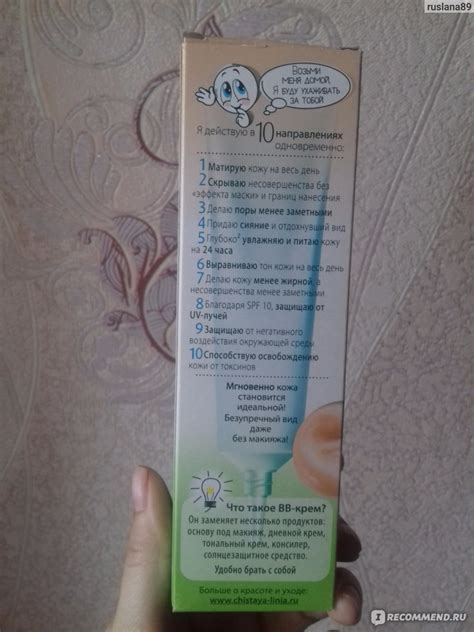 ruslana89
Возьми
меня домой,
я буду ухаживать
за тобой
Я действую в 10 направлениях
одновременно:
1 Матирую кожу на весь день
2 Скрываю несовершенства без
«эффекта маски» и границ нанесения
3 Делаю поры менее заметными
4 Придаю сияние и отдохнувший вид
5 Глубоко² увлажняю и питаю кожу
на 24 часа
6 Выравниваю тон кожи на весь день
7 Делаю кожу менее жирной, а
несовершенства менее заметными
8 Благодаря SPF 10, защищаю от
UV-лучей
9 Защищаю от негативного
воздействия окружающей среды
10 Способствую освобождению
кожи от токсинов
Мгновенно кожа
становится
идеальной!
Безупречный вид
даже
без макияжа!
Что такое BB-крем?
Он заменяет несколько продуктов:
основу под макияж, дневной крем,
тональный крем, консилер,
солнцезащитное средство.
Удобно брать с собой
Больше о красоте и уходе:
www.chistaya-linia.ru
IRECOMMEND.RU